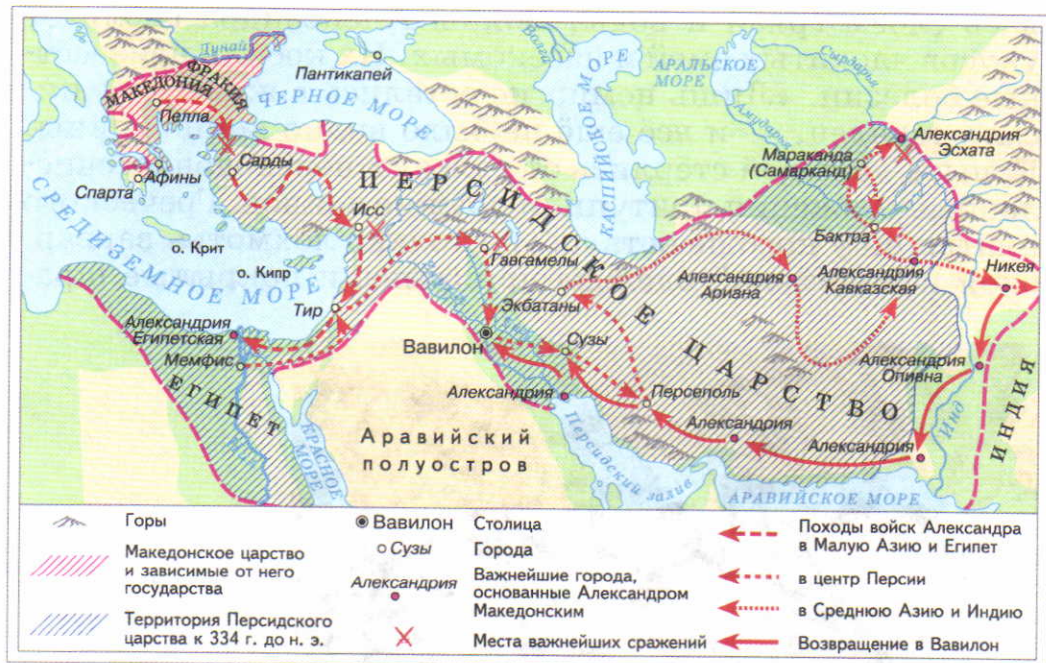 Дунай
Пантикапей
Волга
АРАЛЬСКОЕ
МОРЕ
Сырдарья
Амударья
КАСПИЙСКОЕ МОРЕ
МАКЕДОНИЯ
ФРАКИЯ
ЧЕРНОЕ МОРЕ
Пелла
Сарды
Афины
Спарта
СРЕДИЗЕМНОЕ МОРЕ
о. Крит
о. Кипр
ПЕРСИДСКОЕ ЦАРСТВО
Исс
Гавгамелы
Тир
Александрия
Египетская
Мемфис
ЕГИПЕТ
Нил
КРАСНОЕ
МОРЕ
Вавилон
Экбатаны
Сузы
Александрия
Персеполь
Александрия
Александрия
Аравийский
полуостров
Персидский залив
АРАВИЙСКОЕ МОРЕ
Александрия
Ариана
Мараканда
(Самарканд)
Александрия
Эсхата
Бактра
Александрия
Кавказская
Никея
Александрия
Опивна
Инд
ИНДИЯ
Горы
Македонское царство
и зависимые от него
государства
Территория Персидского
царства к 334 г. до н. э.
Вавилон Столица
Сузы Города
Александрия Важнейшие города,
основанные Александром
Македонским
Места важнейших сражений
Походы войск Александра
в Малую Азию и Египет
в центр Персии
в Среднюю Азию и Индию
Возвращение в Вавилон